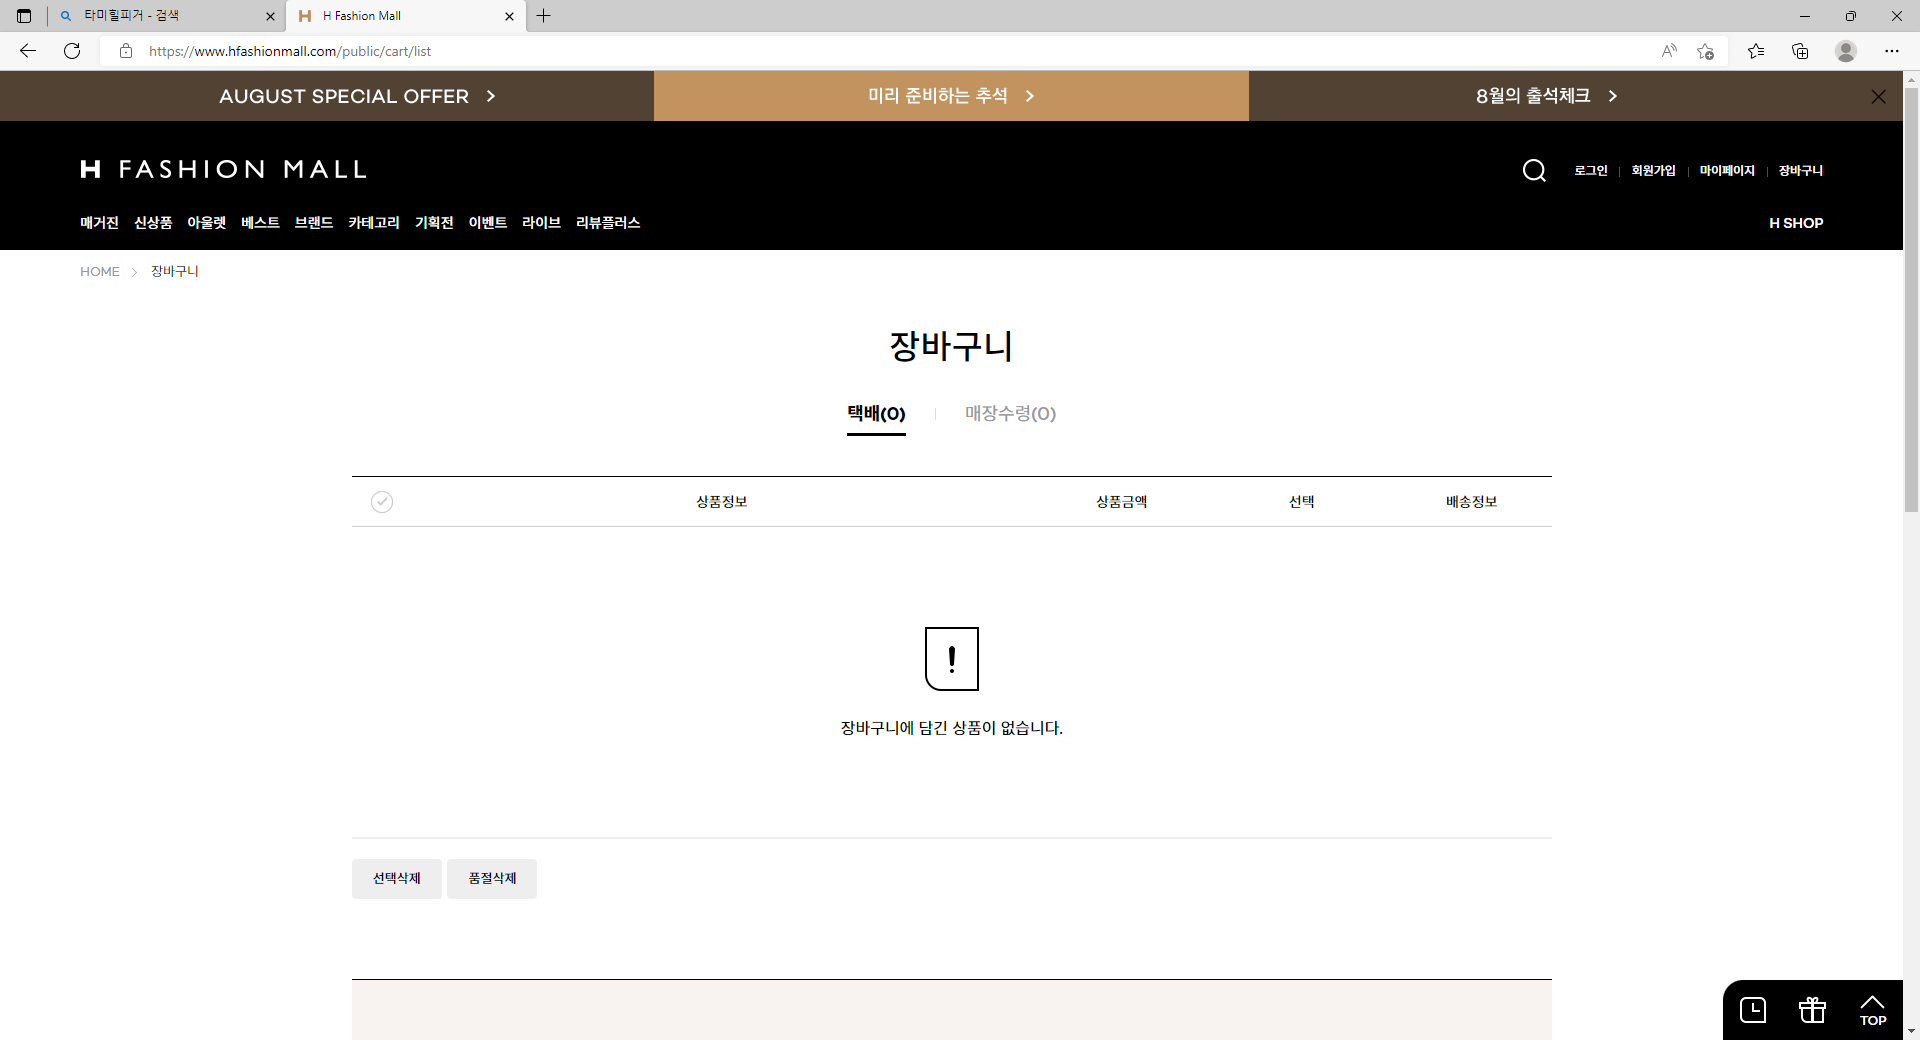 타미힐피거 - 검색
H Fashion Mall
https://www.hfashionmall.com/public/cart/list
AUGUST SPECIAL OFFER
미리 준비하는 추석
8월의 출석체크
H FASHION MALL
로그인
회원가입
마이페이지
장바구니
매거진 신상품 아울렛 베스트 브랜드 카테고리 기획전 이벤트 라이브 리뷰플러스
H SHOP
HOME > 장바구니
장바구니
택배(0)
매장수령(0)
상품정보
상품금액
선택
배송정보
장바구니에 담긴 상품이 없습니다.
선택삭제
품절삭제
TOP